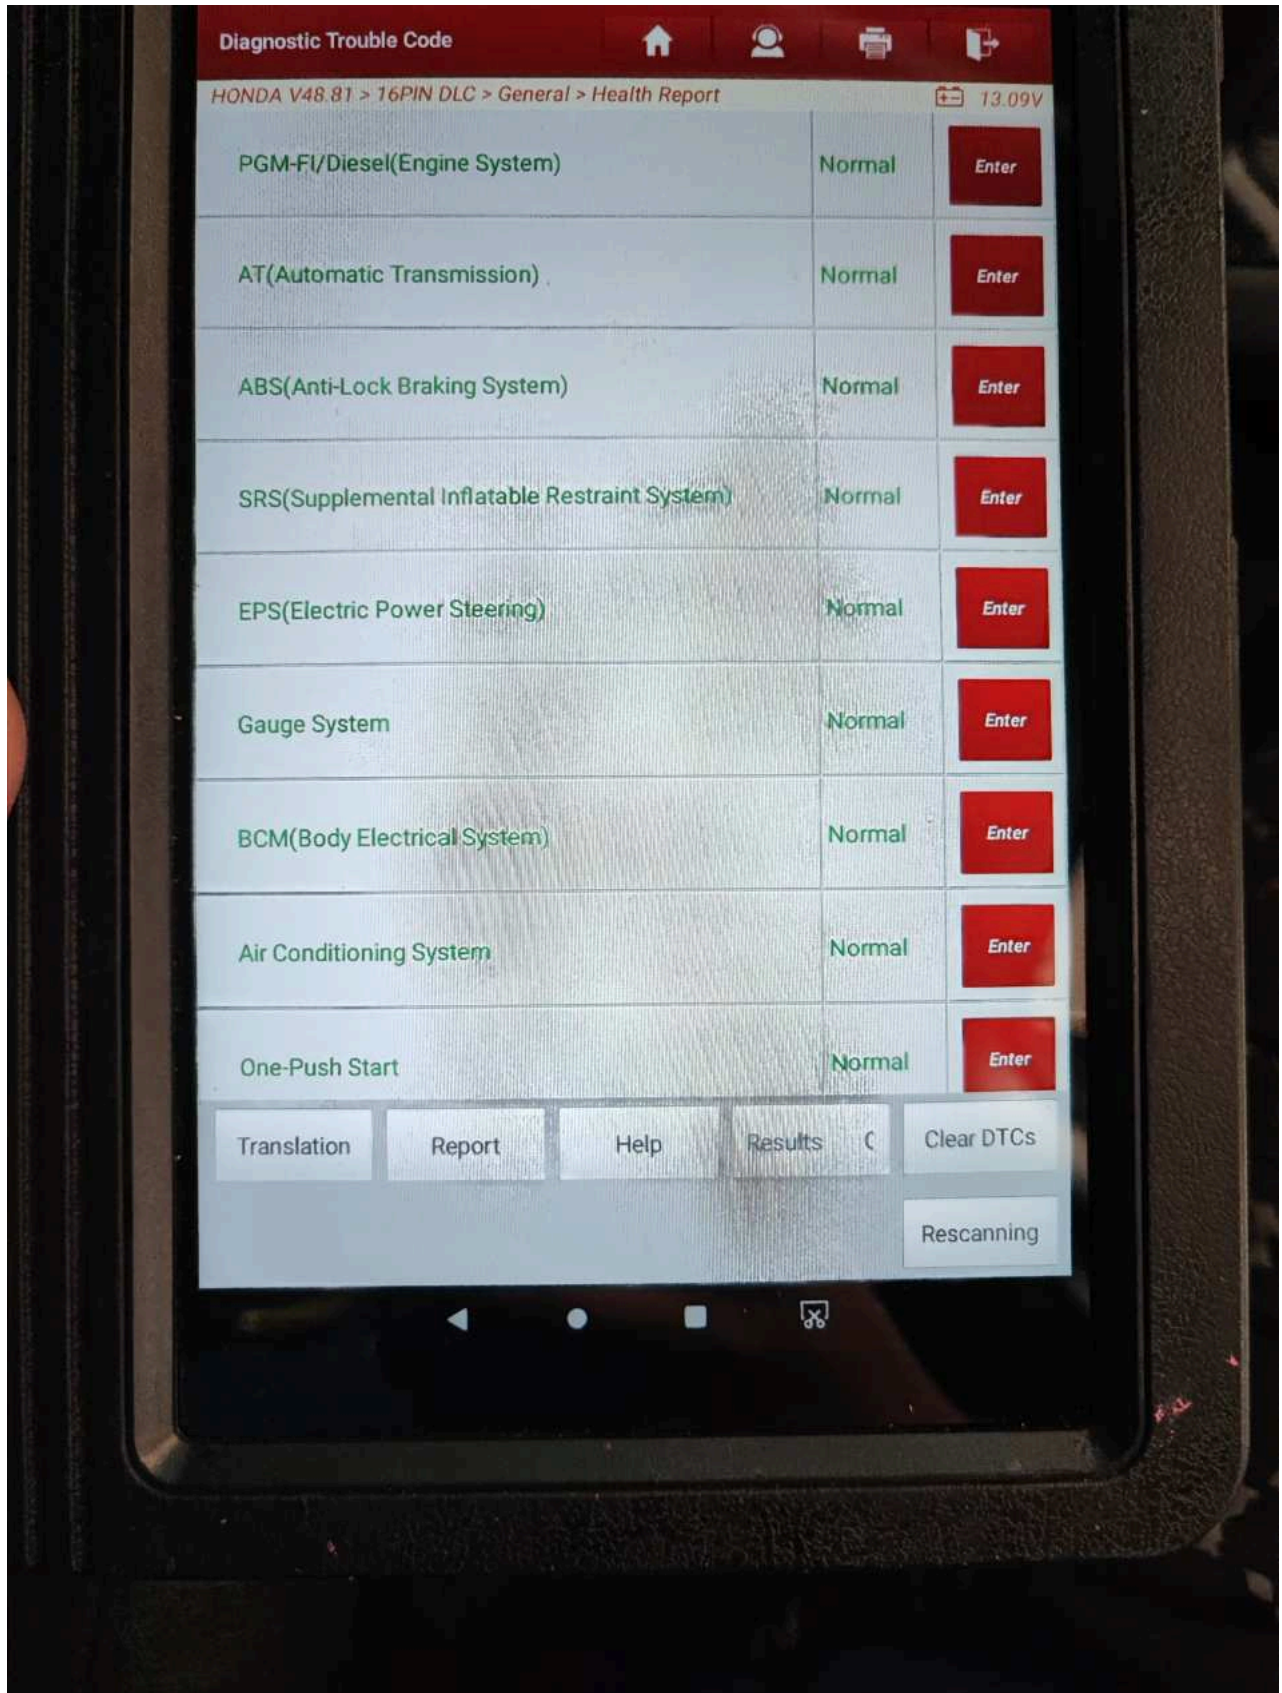 Diagnostic Trouble Code
HONDA V48.81 > 16PIN DLC > General > Health Report 13.09V
PGM-FI/Diesel(Engine System) Normal Enter
AT(Automatic Transmission) Normal Enter
ABS(Anti-Lock Braking System) Normal Enter
SRS(Supplemental Inflatable Restraint System) Normal Enter
EPS(Electric Power Steering) Normal Enter
Gauge System Normal Enter
BCM(Body Electrical System) Normal Enter
Air Conditioning System Normal Enter
One-Push Start Normal Enter
Translation Report Help Results C Clear DTCs
Rescanning